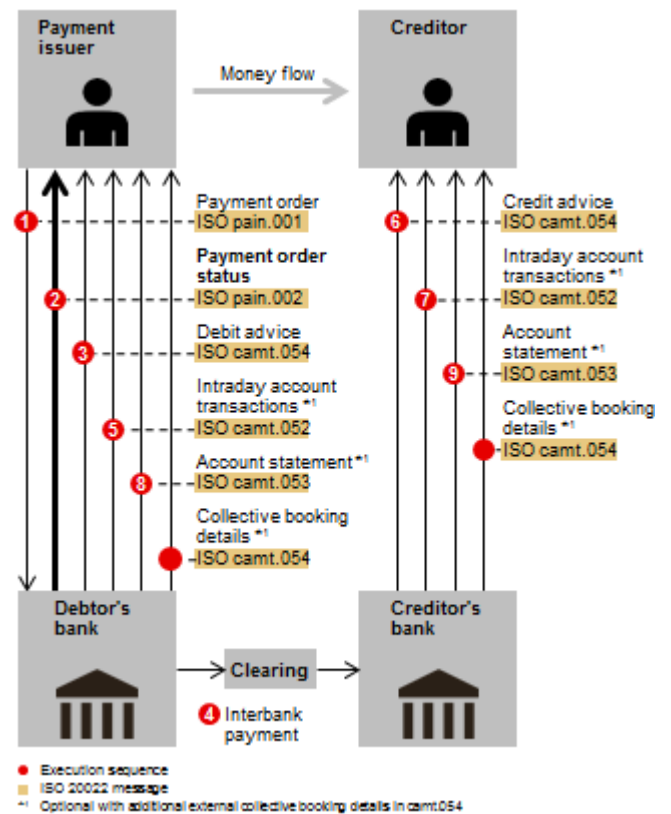 Payment
issuer
Creditor
Money flow
1
Payment order
ISO pain.001
2
Payment order
status
ISO pain.002
3
Debit advice
ISO camt.054
5
Intraday account
transactions *¹
ISO camt.052
8
Account statement *¹
ISO camt.053
Collective booking
details *¹
ISO camt.054
6
Credit advice
ISO camt.054
7
Intraday account
transactions *¹
ISO camt.052
9
Account
statement *¹
ISO camt.053
Collective booking
details *¹
ISO camt.054
Debtor's
bank
Clearing
4 Interbank
payment
Creditor's
bank
Execution sequence
ISO 20022 message
*¹ Optional with additional external collective booking details in camt.054